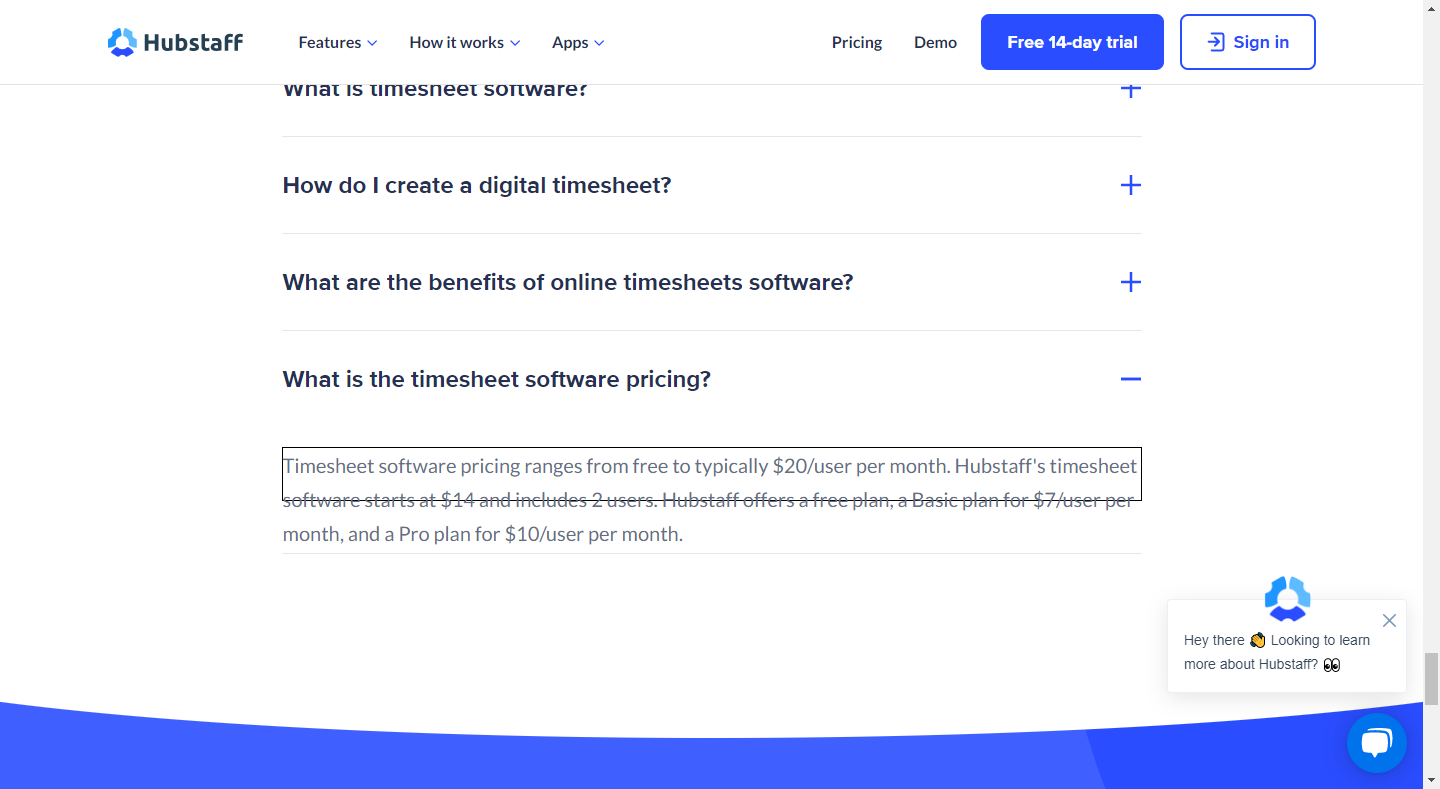 Hubstaff Features How it works Apps Pricing Demo Free 14-day trial Sign in
What is timesheet software?
How do I create a digital timesheet?
What are the benefits of online timesheets software?
What is the timesheet software pricing?
Timesheet software pricing ranges from free to typically $20/user per month. Hubstaff's timesheet
software starts at $14 and includes 2 users. Hubstaff offers a free plan, a Basic plan for $7/user per
month, and a Pro plan for $10/user per month.
Hey there 👏 Looking to learn
more about Hubstaff? 👀